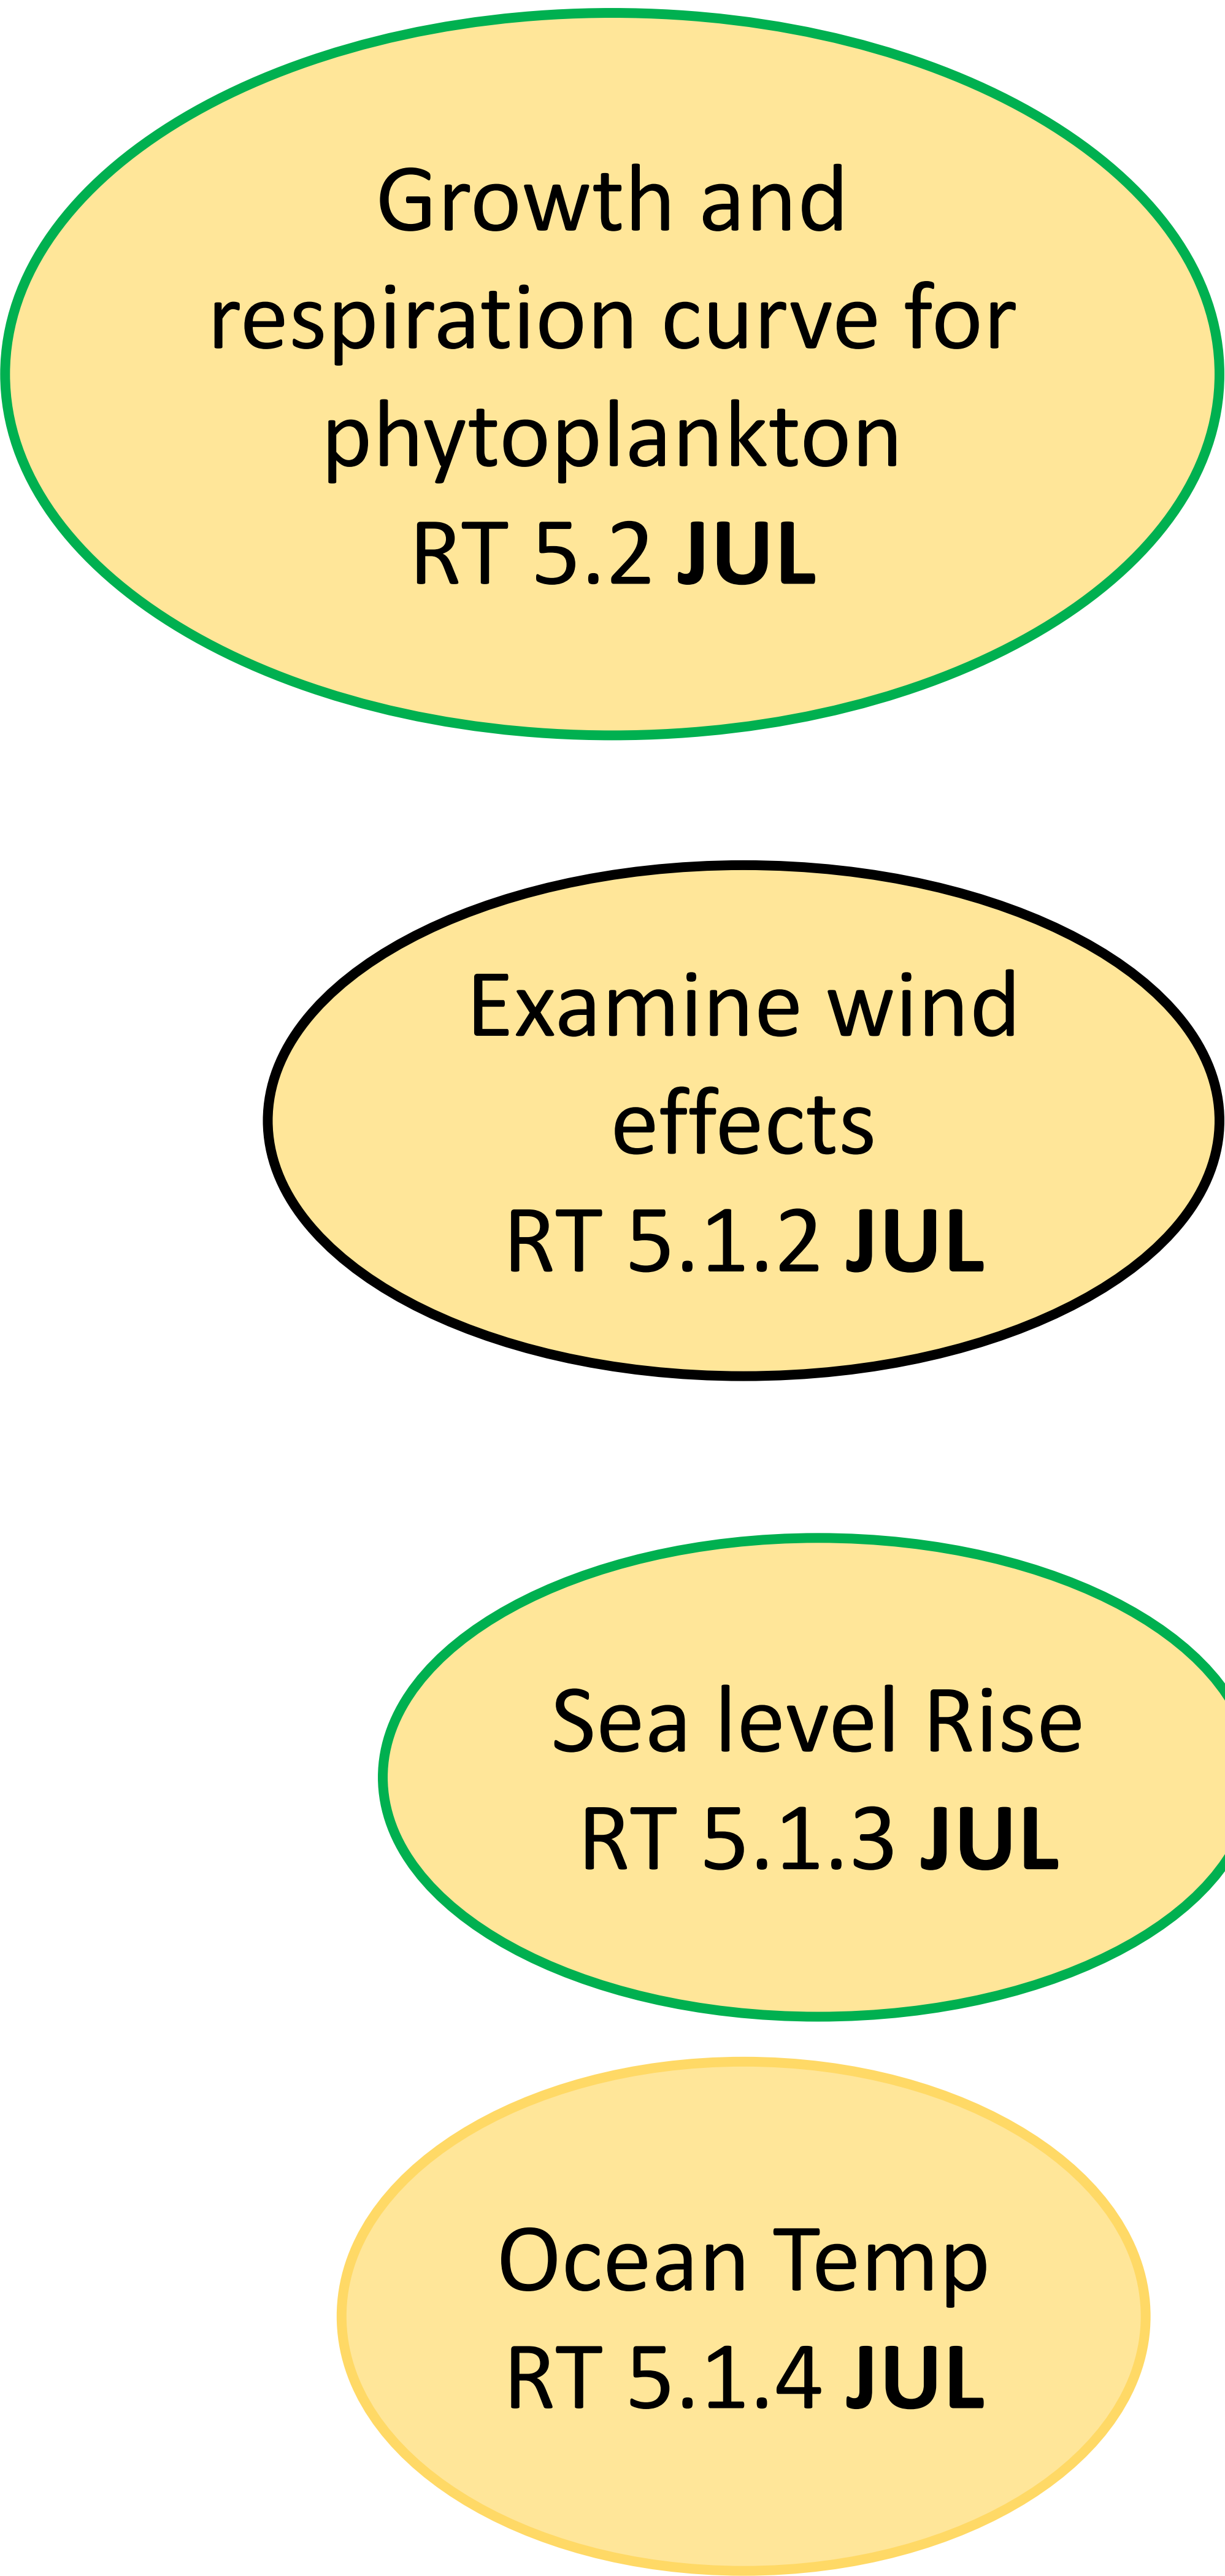 Growth and
respiration curve for
phytoplankton
RT 5.2 JUL
Examine wind
effects
RT 5.1.2 JUL
Sea level Rise
RT 5.1.3 JUL
Ocean Temp
RT 5.1.4 JUL